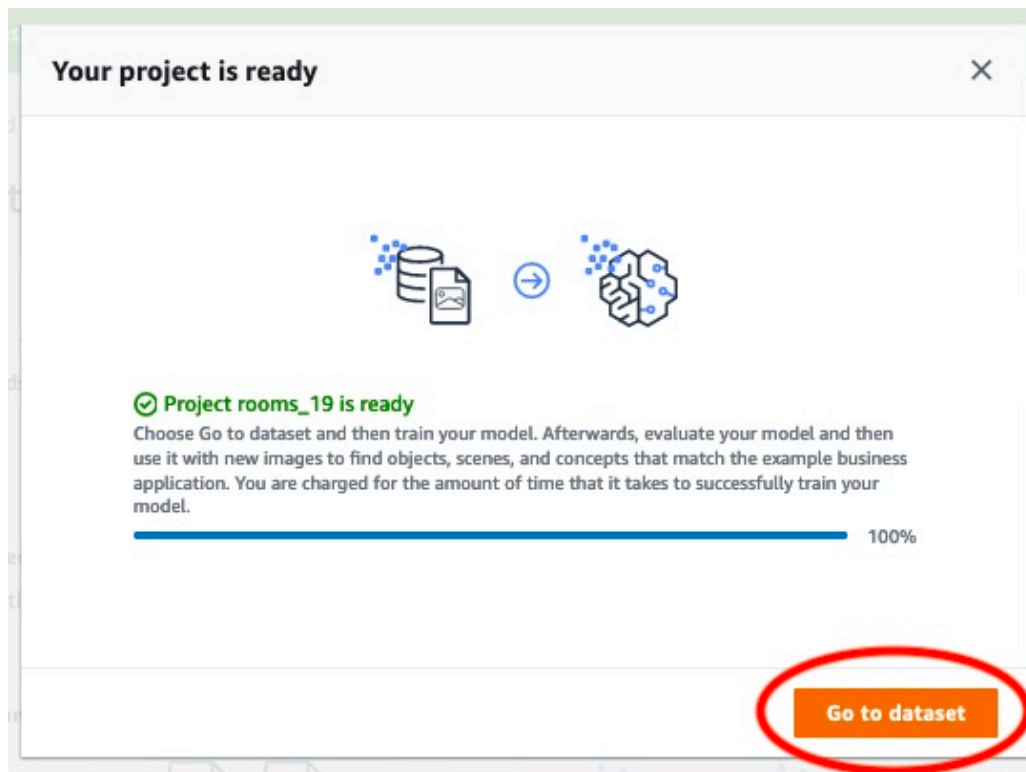 Your project is ready
Project rooms_19 is ready
Choose Go to dataset and then train your model. Afterwards, evaluate your model and then
use it with new images to find objects, scenes, and concepts that match the example business
application. You are charged for the amount of time that it takes to successfully train your
model.
100%
Go to dataset